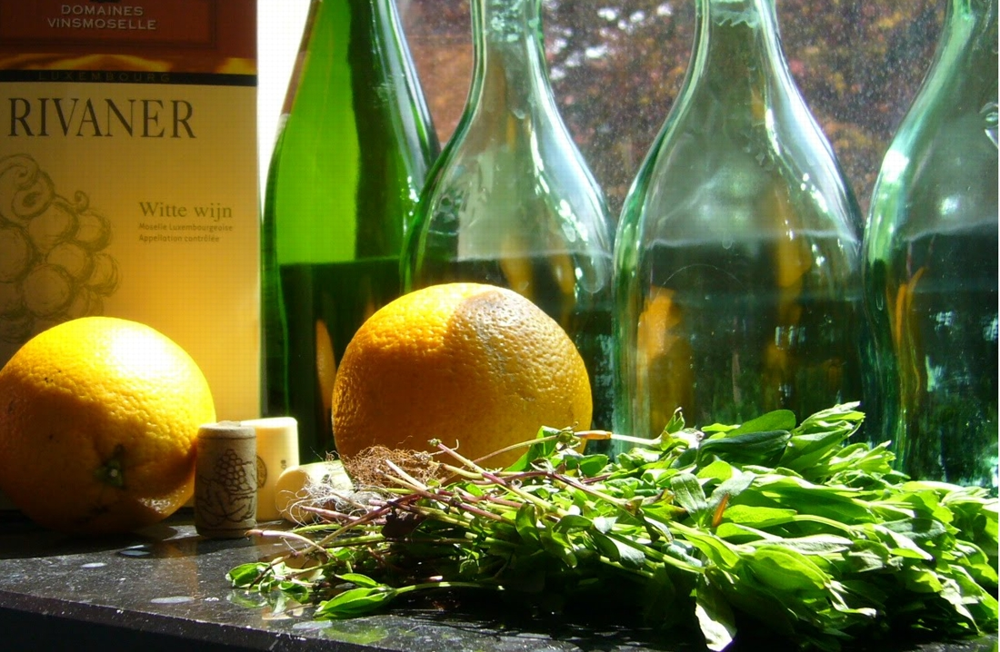 DOMAINES
VINSMOSELLE
LUXEMBOURG
RIVANER
Witte wijn
Moselle Luxembourgeoise
Appellation contrôlée